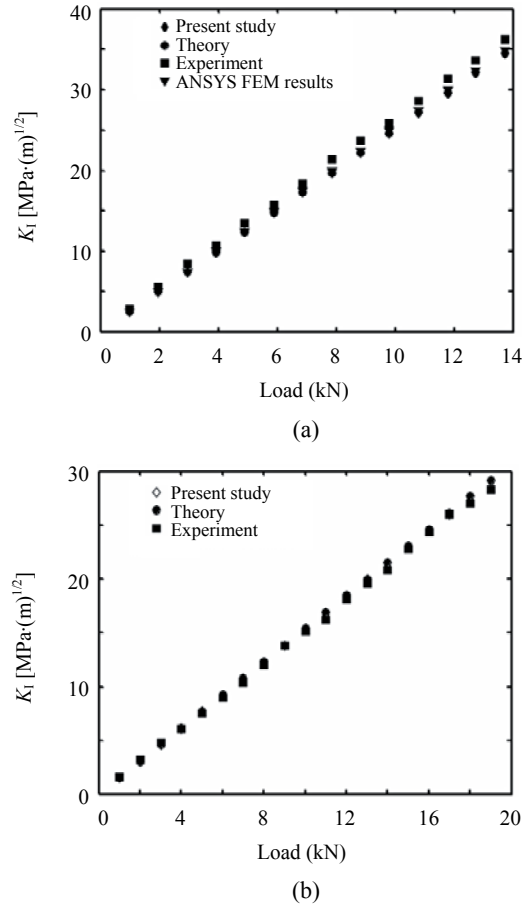 40
30
20
10
0
K_I [MPa·(m)^{1/2}]
Present study
Theory
Experiment
ANSYS FEM results
0 2 4 6 8 10 12 14
Load (kN)
(a)
30
20
10
0
K_I [MPa·(m)^{1/2}]
Present study
Theory
Experiment
0 4 8 12 16 20
Load (kN)
(b)